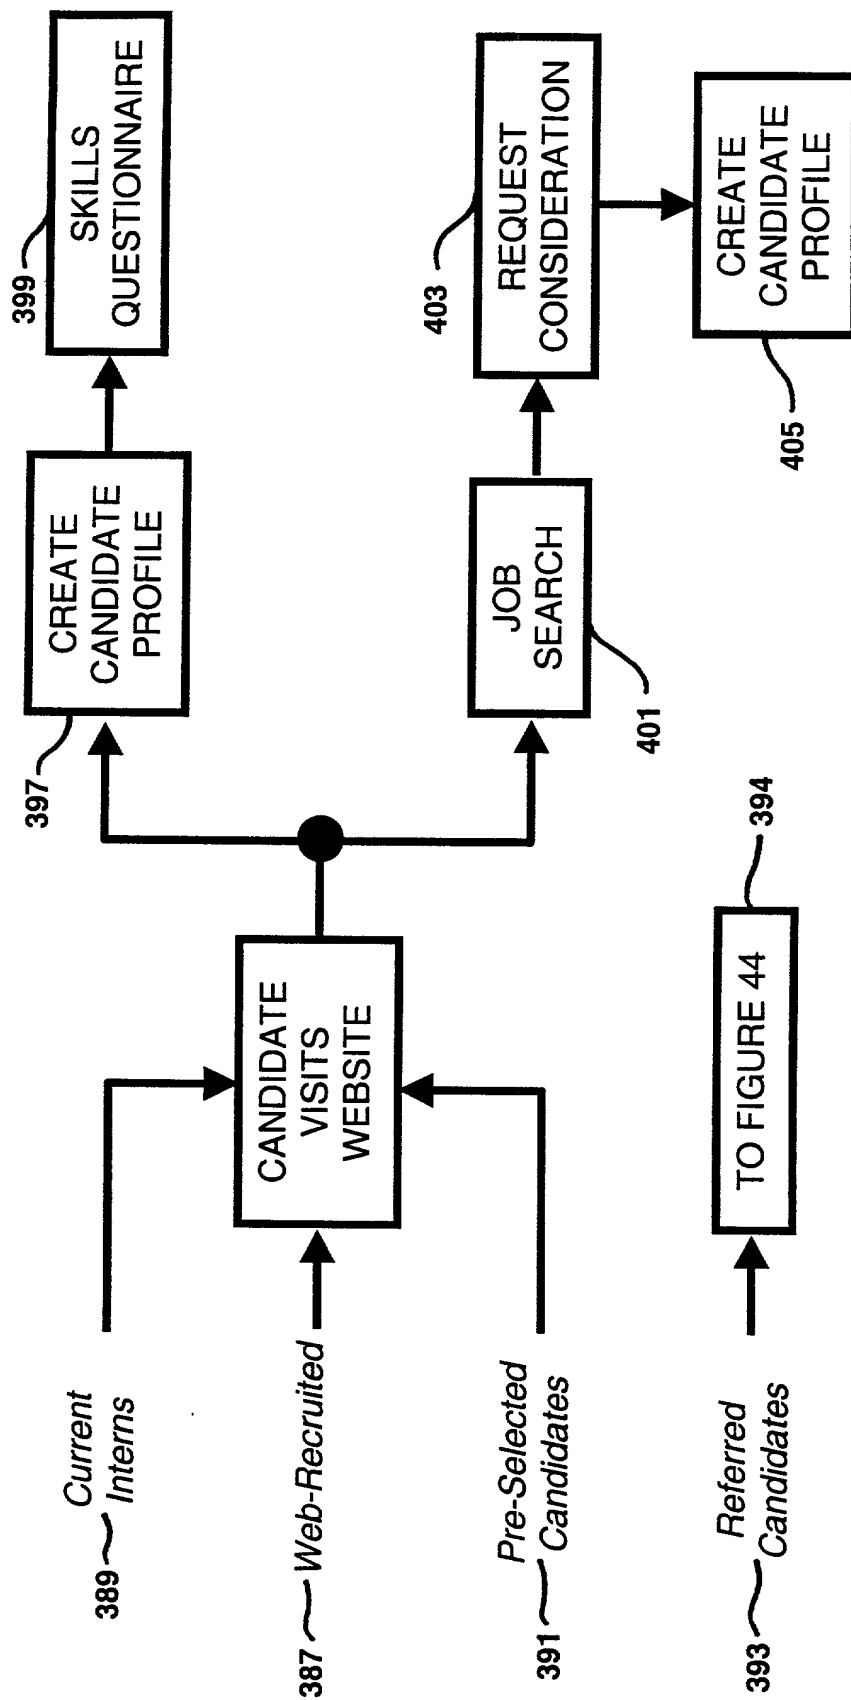 389
Current
Interns
387
Web-Recruited
391
Pre-Selected
Candidates
393
Referred
Candidates
CANDIDATE
VISITS
WEBSITE
TO FIGURE 44
394
397
CREATE
CANDIDATE
PROFILE
399
SKILLS
QUESTIONNAIRE
JOB
SEARCH
401
403
REQUEST
CONSIDERATION
405
CREATE
CANDIDATE
PROFILE